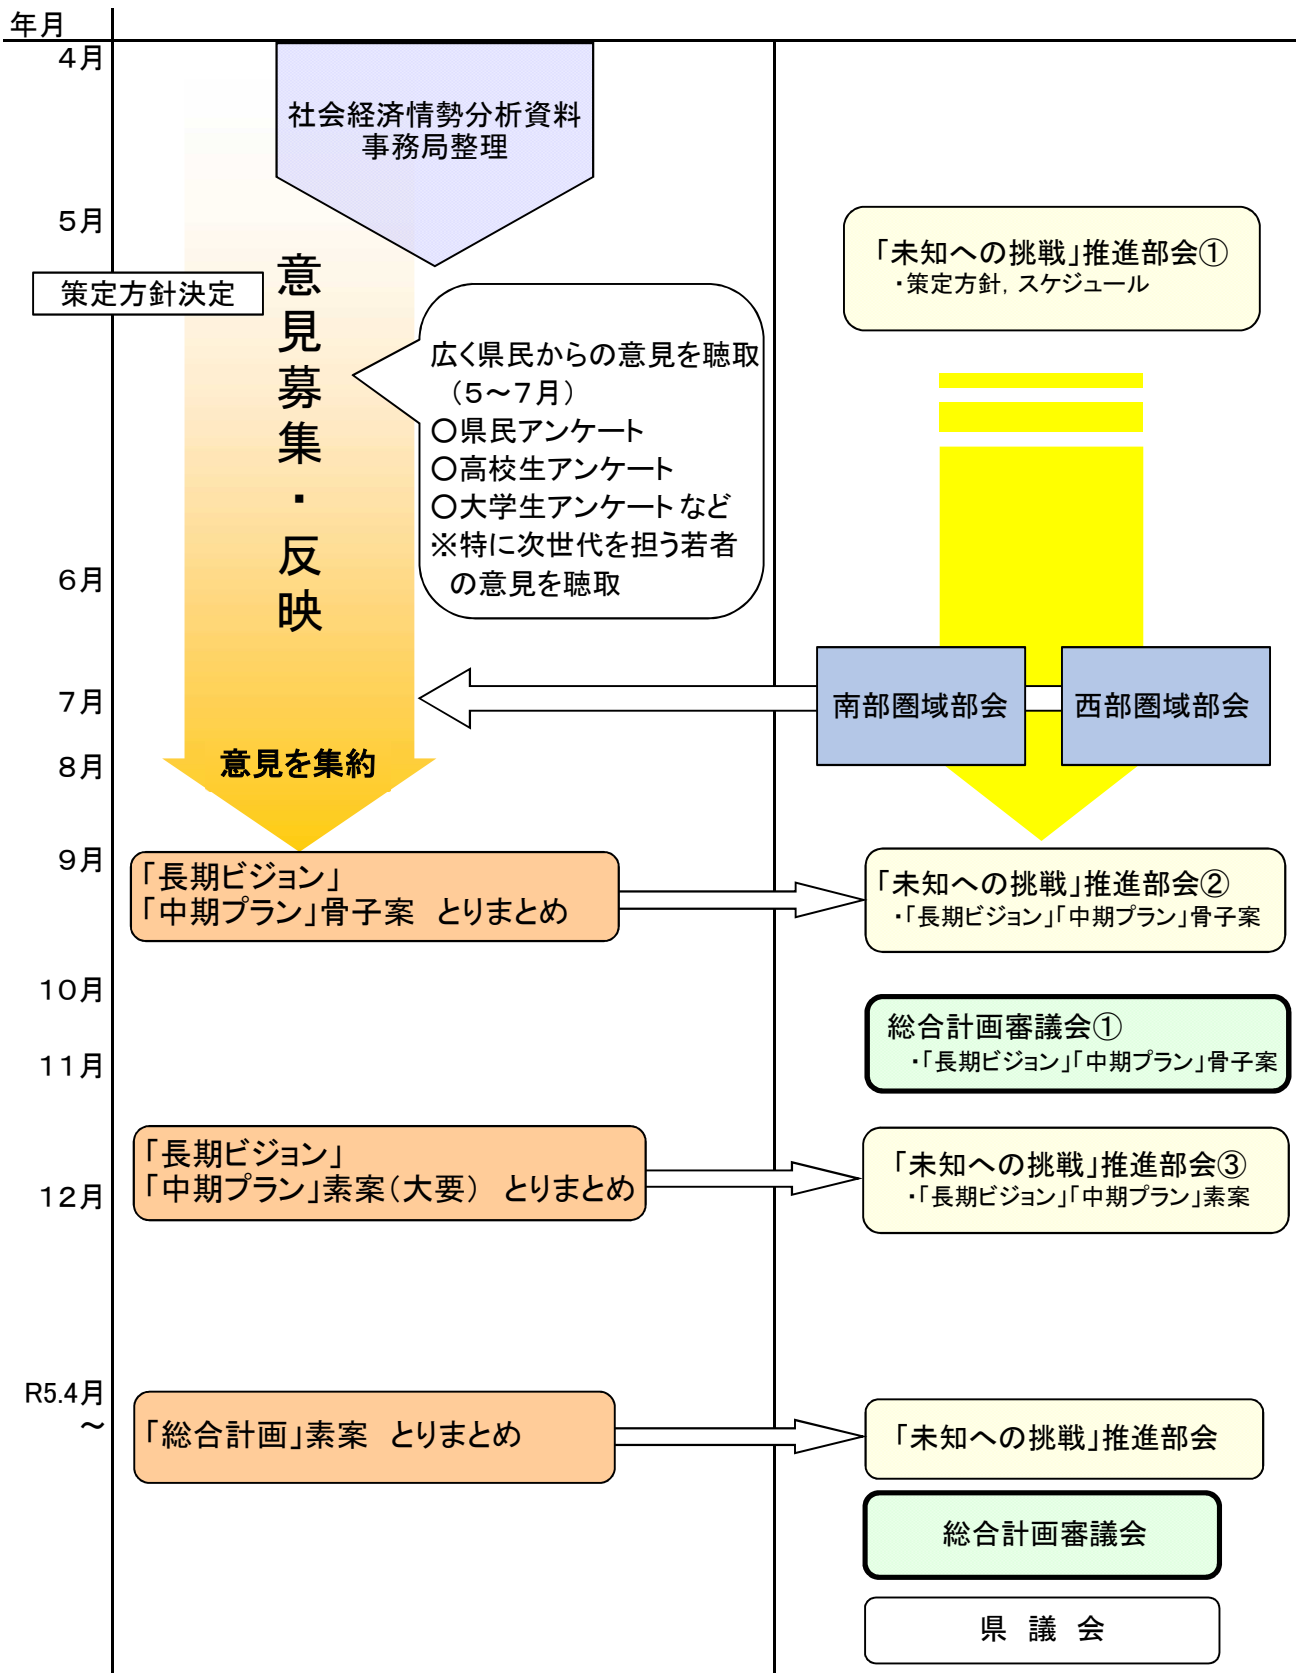 年月
4月
社会経済情勢分析資料
事務局整理
5月
「未知への挑戦」推進部会①
・策定方針，スケジュール
策定方針決定
意見募集・反映
広く県民からの意見を聴取
（５～７月）
○県民アンケート
○高校生アンケート
○大学生アンケートなど
※特に次世代を担う若者
の意見を聴取
6月
7月
南部圏域部会
西部圏域部会
8月
意見を集約
9月
「長期ビジョン」
「中期プラン」骨子案　とりまとめ
「未知への挑戦」推進部会②
・「長期ビジョン」「中期プラン」骨子案
10月
総合計画審議会①
・「長期ビジョン」「中期プラン」骨子案
11月
「長期ビジョン」
「中期プラン」素案（大要）　とりまとめ
「未知への挑戦」推進部会③
・「長期ビジョン」「中期プラン」素案
12月
R5.4月
～
「総合計画」素案　とりまとめ
「未知への挑戦」推進部会
総合計画審議会
県　議　会